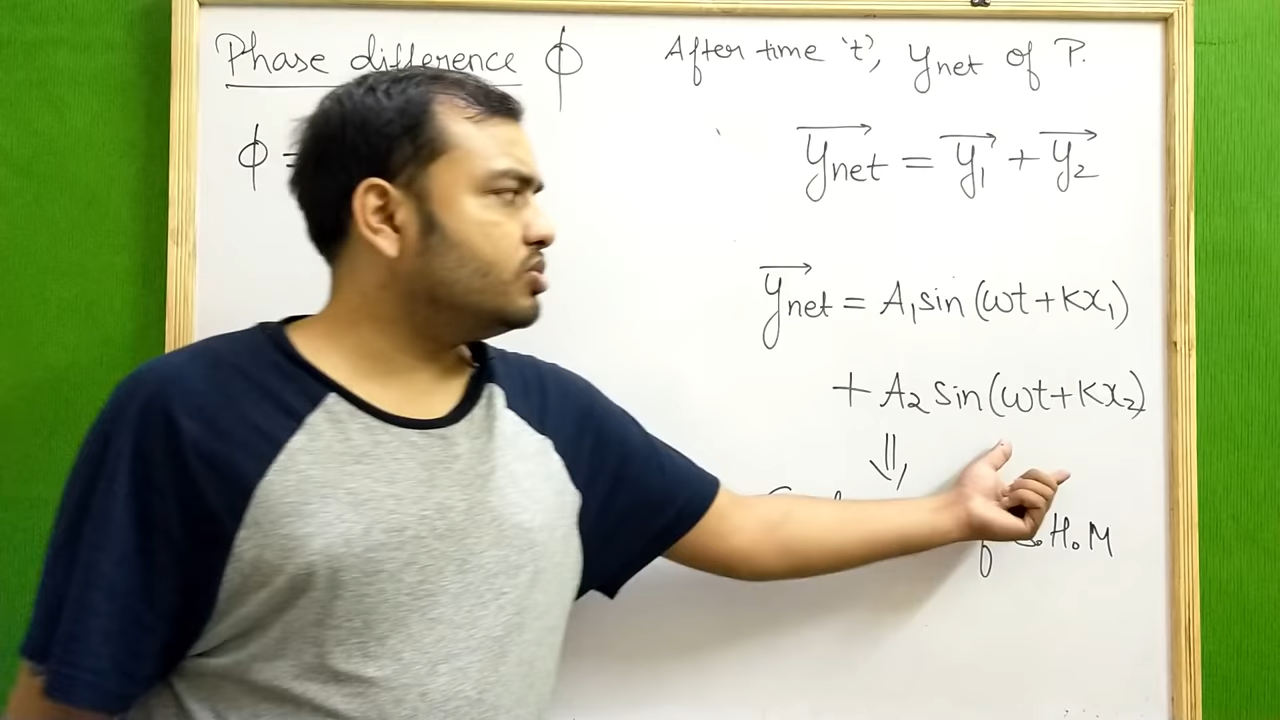 Phase difference ϕ
ϕ =
After time 't', ynet of P.
ynet = y1 + y2
ynet = A1 sin (ωt + Kx1)
+ A2 sin (ωt + Kx2)
⇓
S.H.M